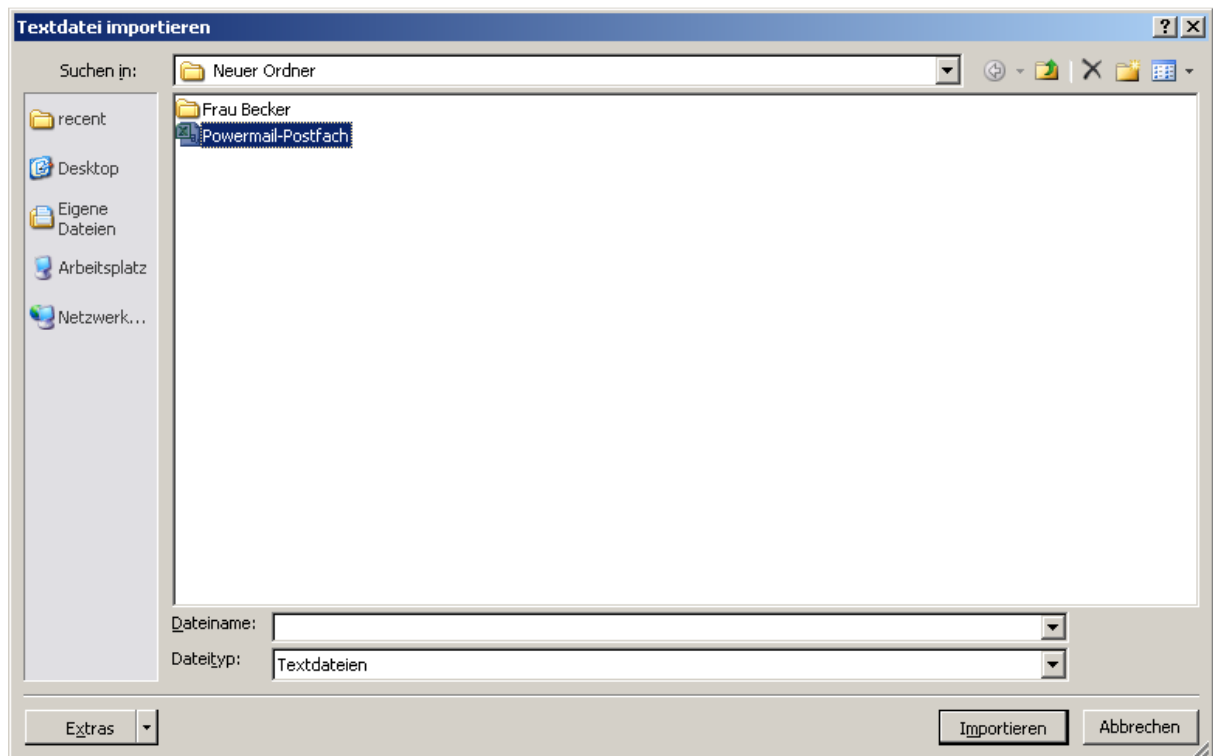 Textdatei importieren
Suchen in:
Neuer Ordner
recent
Desktop
Eigene
Dateien
Arbeitsplatz
Netzwerk...
Frau Becker
Powermail-Postfach
Dateiname:
Dateityp:
Textdateien
Extras
Importieren
Abbrechen